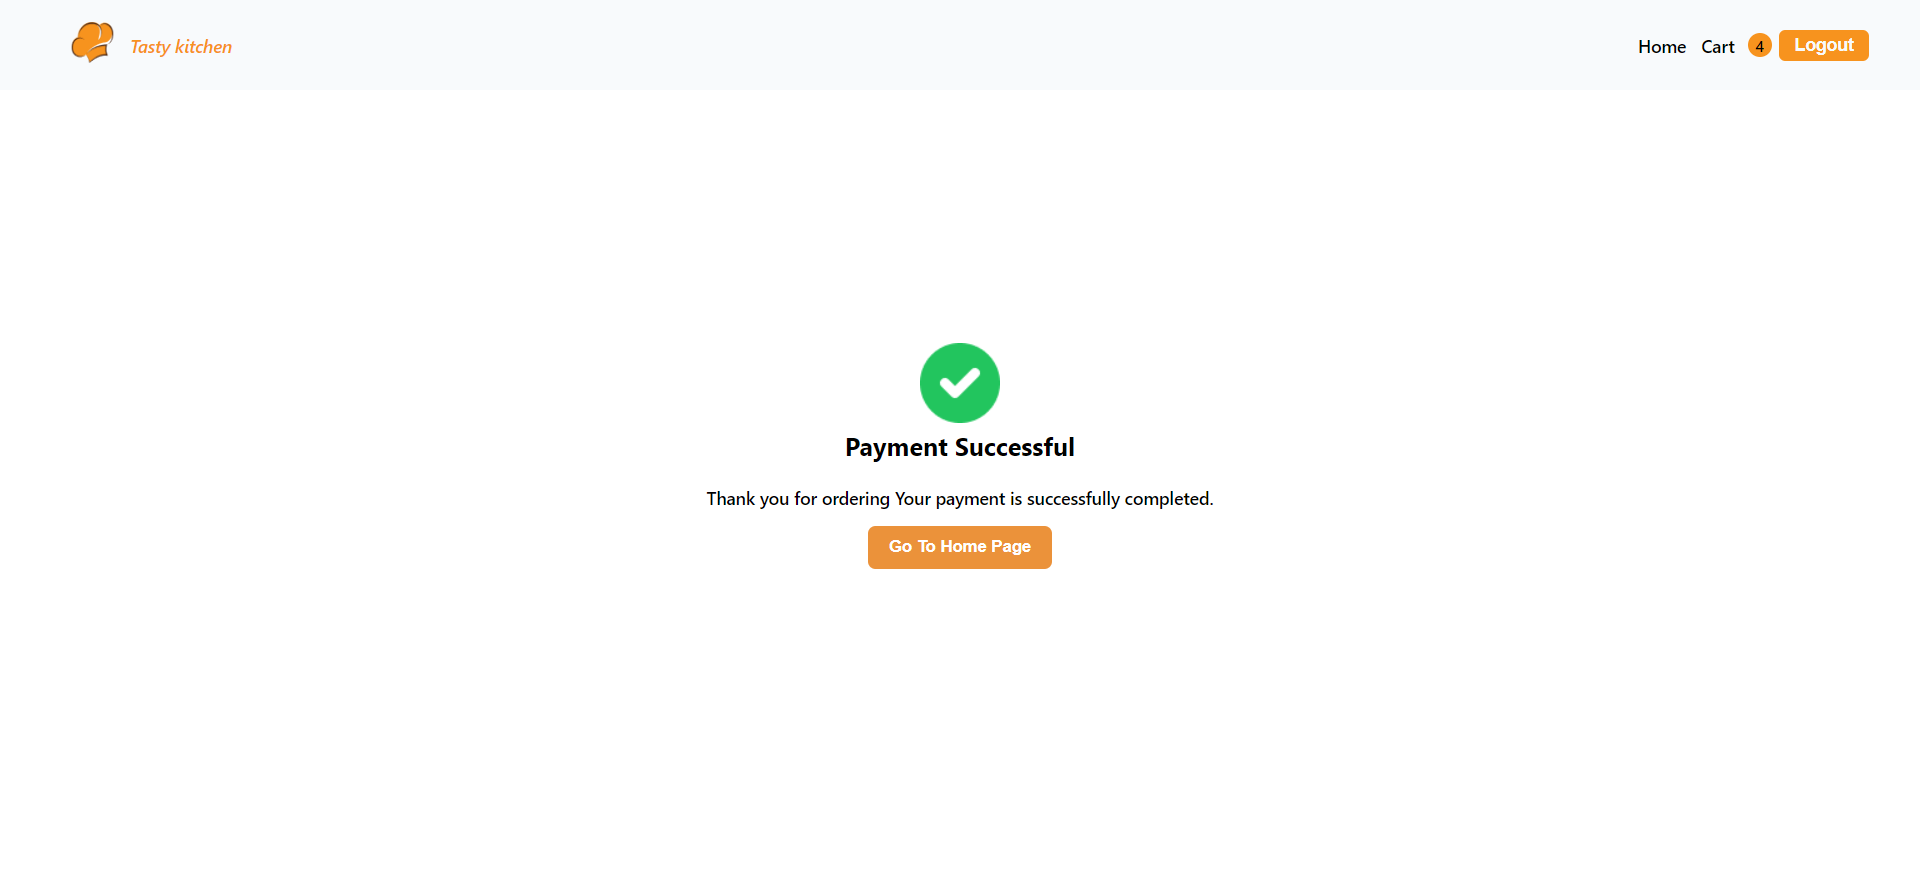 Tasty kitchen
Home Cart 4 Logout
Payment Successful
Thank you for ordering Your payment is successfully completed.
Go To Home Page